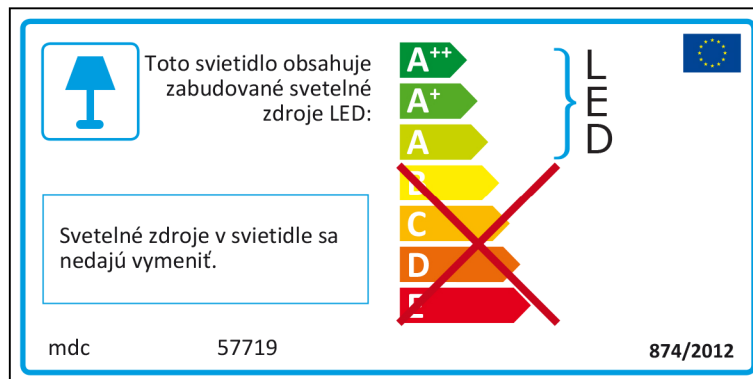 Toto svietidlo obsahuje
zabudované svetelné
zdroje LED:
A++
A+
A
B
C
D
E
L
E
D
Svetelné zdroje v svietidle sa
nedajú vymeniť.
mdc 57719
874/2012